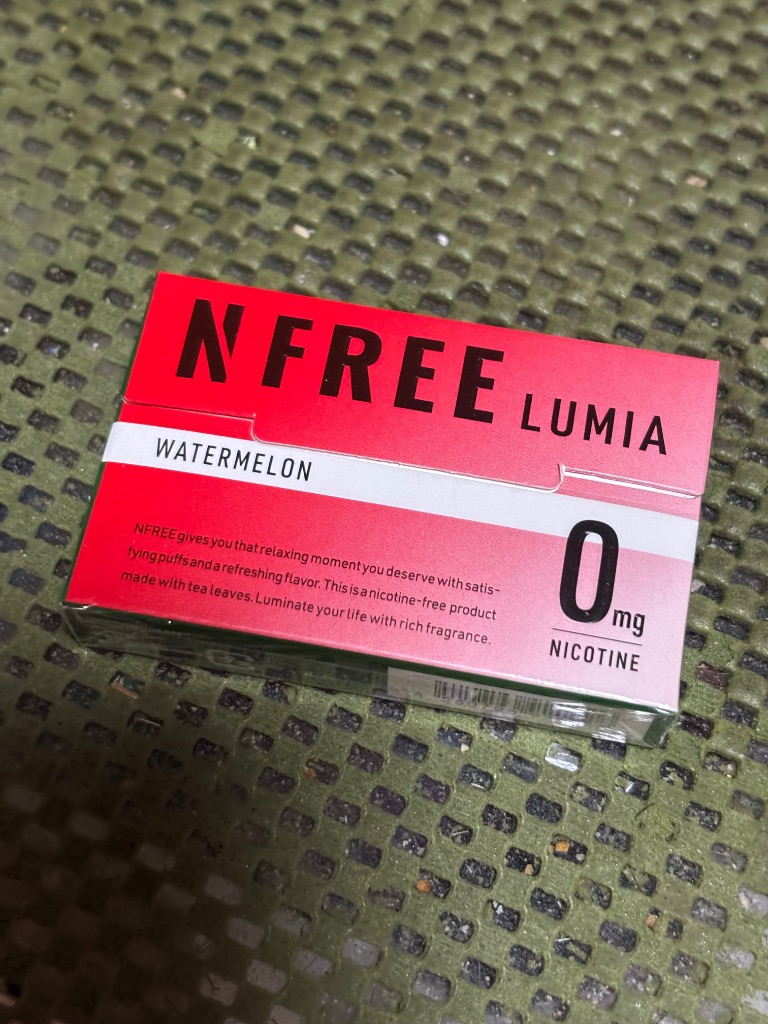 NFREE LUMIA
WATERMELON
NFREE gives you that relaxing moment you deserve with satis-
fying puffs and a refreshing flavor. This is a nicotine-free product
made with tea leaves. Luminate your life with rich fragrance.
0mg
NICOTINE